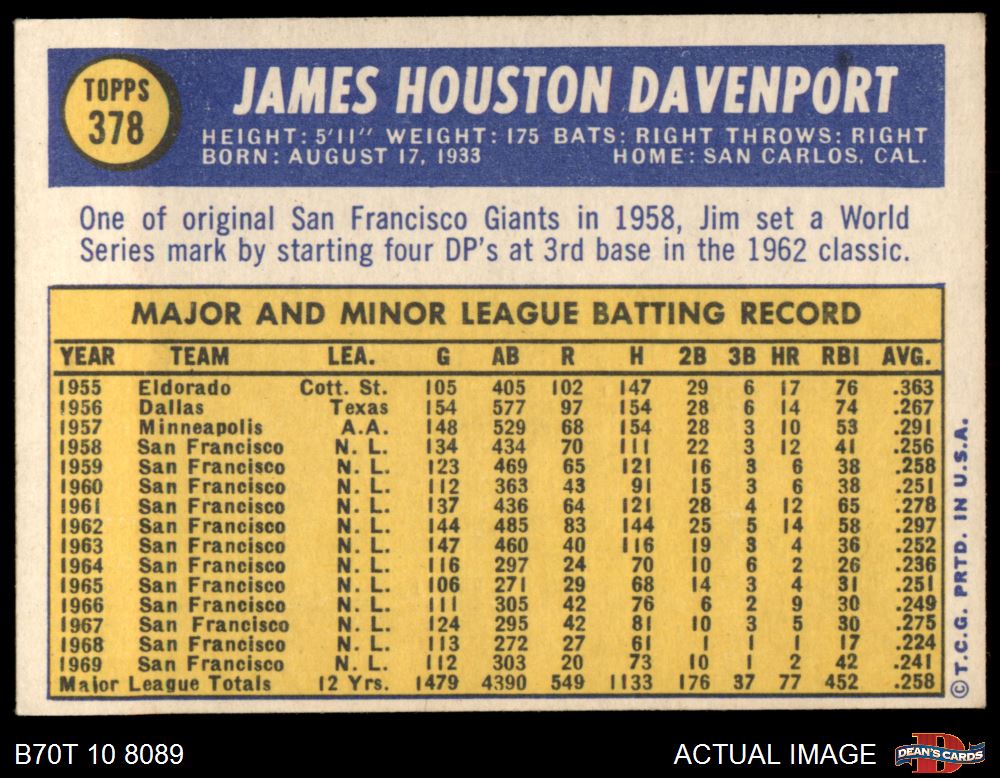 TOPPS
378
JAMES HOUSTON DAVENPORT
HEIGHT: 5'11" WEIGHT: 175 BATS: RIGHT THROWS: RIGHT
BORN: AUGUST 17, 1933 HOME: SAN CARLOS, CAL.
One of original San Francisco Giants in 1958, Jim set a World
Series mark by starting four DP's at 3rd base in the 1962 classic.
MAJOR AND MINOR LEAGUE BATTING RECORD
YEAR TEAM LEA. G AB R H 2B 3B HR RBI AVG.
1955 Eldorado Cott. St. 105 405 102 147 29 6 17 76 .363
1956 Dallas Texas 154 577 97 154 28 6 14 74 .267
1957 Minneapolis A.A. 148 529 68 154 28 3 10 53 .291
1958 San Francisco N. L. 134 434 70 111 22 3 12 41 .256
1959 San Francisco N. L. 123 469 65 121 16 3 6 38 .258
1960 San Francisco N. L. 112 363 43 91 15 3 6 38 .251
1961 San Francisco N. L. 137 436 64 121 28 4 12 65 .278
1962 San Francisco N. L. 144 485 83 144 25 5 14 58 .297
1963 San Francisco N. L. 147 460 40 116 19 3 4 36 .252
1964 San Francisco N. L. 116 297 24 70 10 6 2 26 .236
1965 San Francisco N. L. 106 271 29 68 14 3 4 31 .251
1966 San Francisco N. L. 111 305 42 76 6 2 9 30 .249
1967 San Francisco N. L. 124 295 42 81 10 3 5 30 .275
1968 San Francisco N. L. 113 272 27 61 1 1 1 17 .224
1969 San Francisco N. L. 112 303 20 73 10 1 2 42 .241
Major League Totals 12 Yrs. 1479 4390 549 1133 176 37 77 452 .258
© T.C.G. PRTD. IN U.S.A.
B70T 10 8089
ACTUAL IMAGE
DEAN'S CARDS